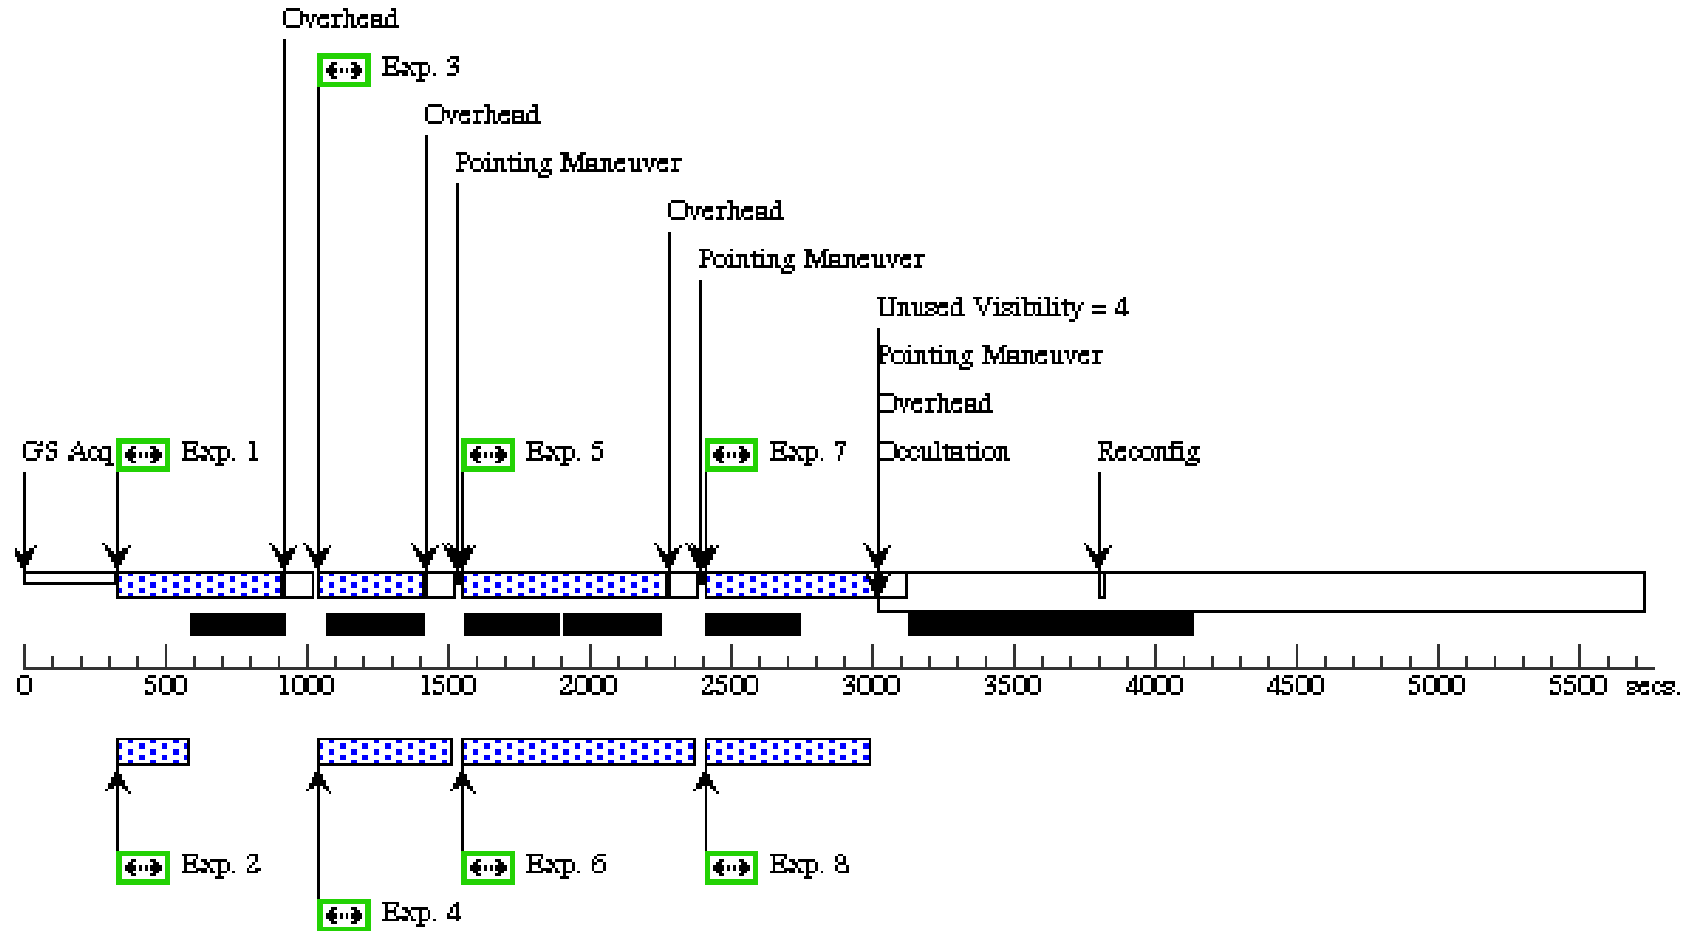 Overhead
Exp. 3
Overhead
Pointing Maneuver
Overhead
Pointing Maneuver
Unused Visibility = 4
Pointing Maneuver
Overhead
GS Acq Exp. 1 Exp. 5 Exp. 7 Occultation Reconfig
0 500 1000 1500 2000 2500 3000 3500 4000 4500 5000 5500 secs.
Exp. 2 Exp. 6 Exp. 8
Exp. 4